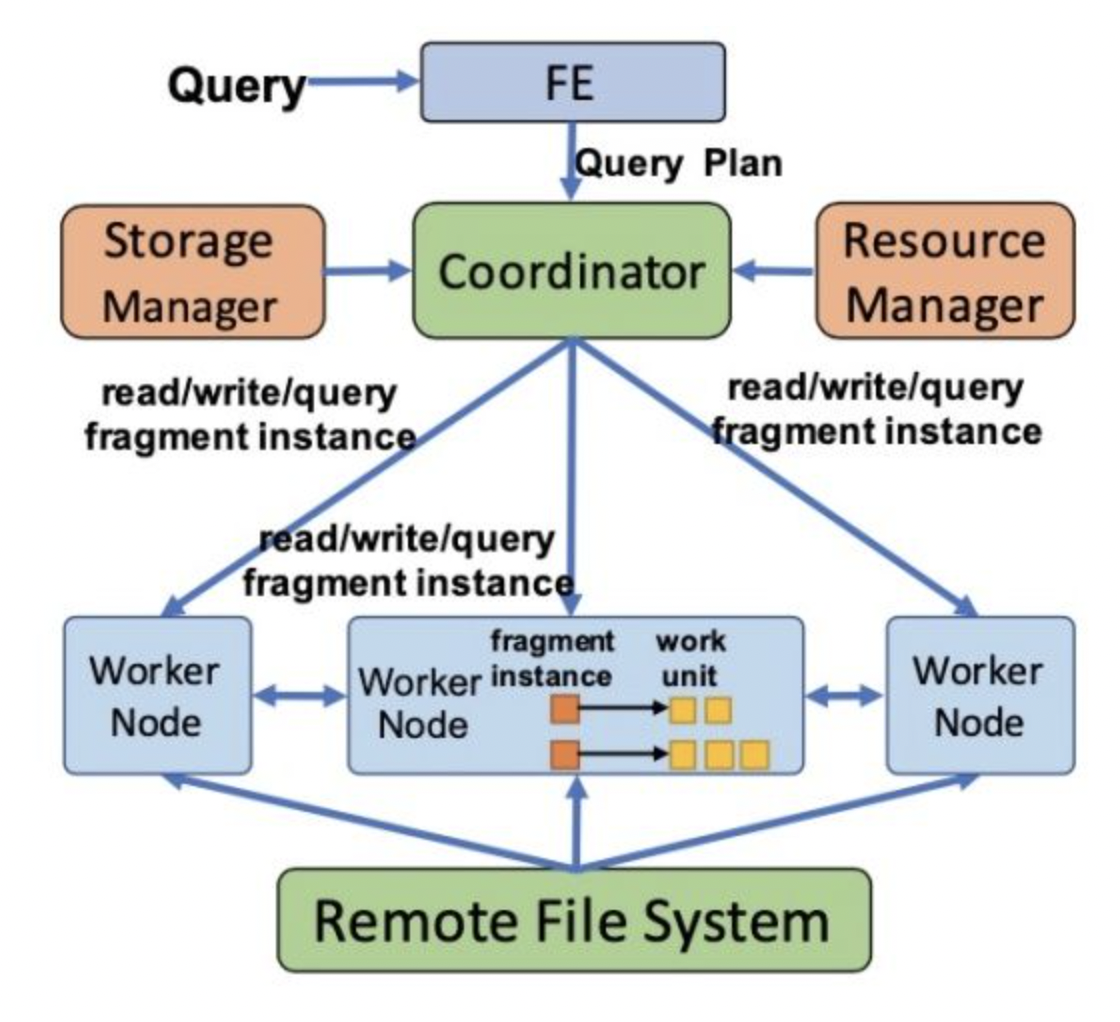 Query
FE
Query Plan
Storage
Manager
Coordinator
Resource
Manager
read/write/query
fragment instance
read/write/query
fragment instance
read/write/query
fragment instance
Worker
Node
Worker
Node
fragment
instance
work
unit
Worker
Node
Remote File System